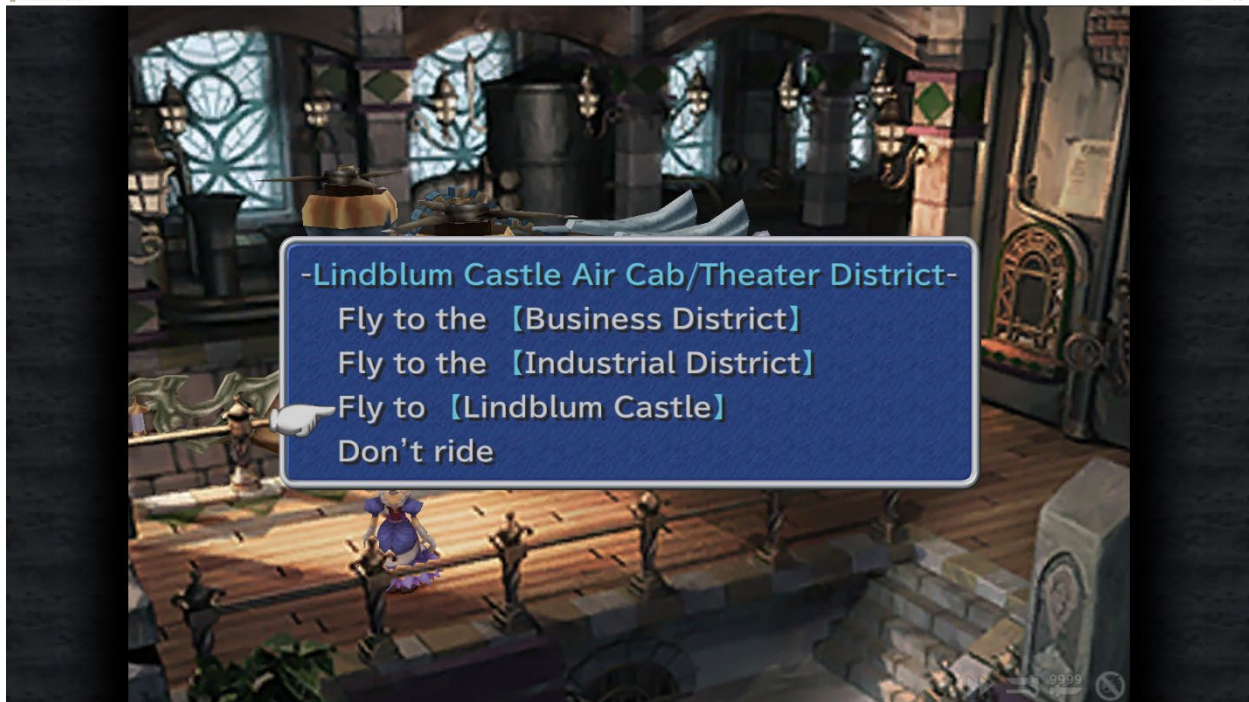 -Lindblum Castle Air Cab/Theater District-
Fly to the 【Business District】
Fly to the 【Industrial District】
Fly to 【Lindblum Castle】
Don't ride
9999